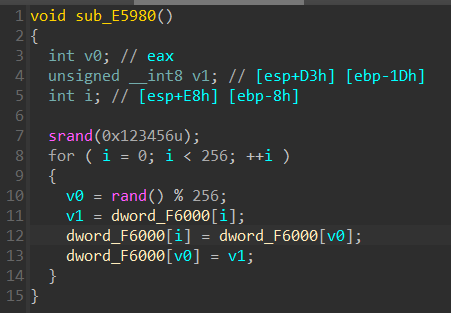 1 void sub_E5980()
2 {
3   int v0; // eax
4   unsigned __int8 v1; // [esp+D3h] [ebp-1Dh]
5   int i; // [esp+E8h] [ebp-8h]
6
7   srand(0x123456u);
8   for ( i = 0; i < 256; ++i )
9   {
10     v0 = rand() % 256;
11     v1 = dword_F6000[i];
12     dword_F6000[i] = dword_F6000[v0];
13     dword_F6000[v0] = v1;
14   }
15 }